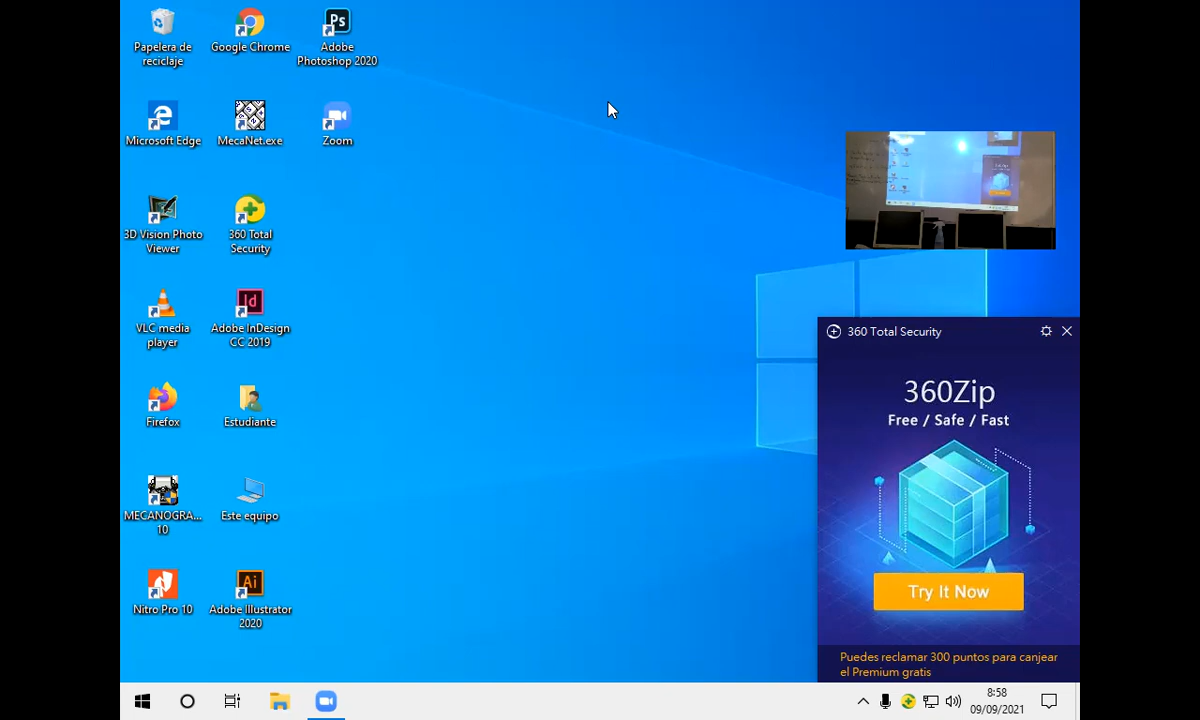 Papelera de
reciclaje
Google Chrome
Ps
Adobe
Photoshop 2020
Microsoft Edge
MecaNet.exe
Zoom
3D Vision Photo
Viewer
360 Total
Security
VLC media
player
Id
Adobe InDesign
CC 2019
Firefox
Estudiante
MECANOGRA...
10
Este equipo
Nitro Pro 10
Ai
Adobe Illustrator
2020
360 Total Security
360Zip
Free / Safe / Fast
Try It Now
Puedes reclamar 300 puntos para canjear
el Premium gratis
8:58
09/09/2021